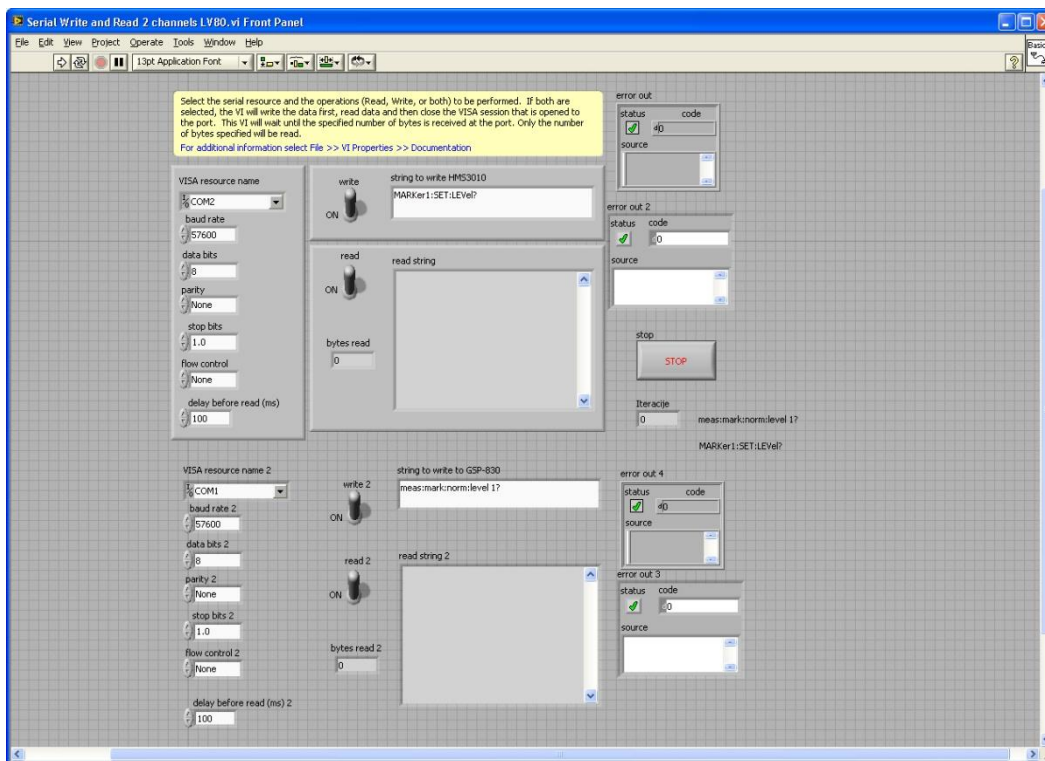 Serial Write and Read 2 channels LV80.vi Front Panel
File Edit View Project Operate Tools Window Help
13pt Application Font
?
Basic
Select the serial resource and the operations (Read, Write, or both) to be performed. If both are
selected, the VI will write the data first, read data and then close the VISA session that is opened to
the port. This VI will wait until the specified number of bytes is received at the port. Only the number
of bytes specified will be read.
For additional information select File >> VI Properties >> Documentation
VISA resource name
COM2
baud rate
57600
data bits
8
parity
None
stop bits
1.0
flow control
None
delay before read (ms)
100
write
ON
string to write HMS3010
MARKer1:SET:LEVel?
read
ON
read string
bytes read
0
error out
status code
d0
source
error out 2
status code
0
source
stop
STOP
Iteracije
0
meas:mark:norm:level 1?
MARKer1:SET:LEVel?
VISA resource name 2
COM1
baud rate 2
57600
data bits 2
8
parity 2
None
stop bits 2
1.0
flow control 2
None
delay before read (ms) 2
100
write 2
ON
string to write to GSP-830
meas:mark:norm:level 1?
read 2
ON
read string 2
bytes read 2
0
error out 4
status code
d0
source
error out 3
status code
0
source